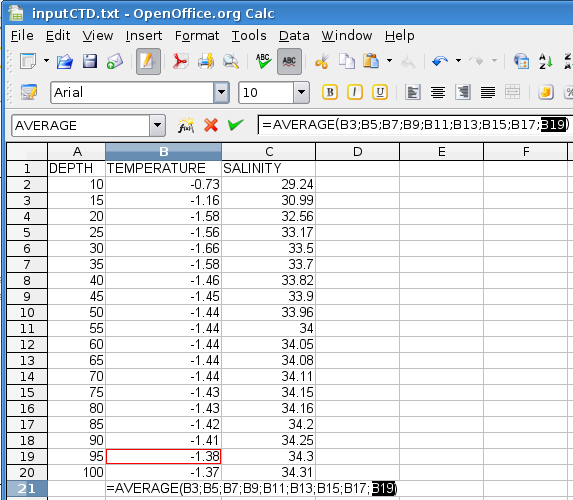 inputCTD.txt - OpenOffice.org Calc
File Edit View Insert Format Tools Data Window Help
ABC ABC A Z Z A
Arial 10 B I U
AVERAGE =AVERAGE(B3;B5;B7;B9;B11;B13;B15;B17;B19)
A B C D E F
1 DEPTH TEMPERATURE SALINITY
2 10 -0.73 29.24
3 15 -1.16 30.99
4 20 -1.58 32.56
5 25 -1.56 33.17
6 30 -1.66 33.5
7 35 -1.58 33.7
8 40 -1.46 33.82
9 45 -1.45 33.9
10 50 -1.44 33.96
11 55 -1.44 34
12 60 -1.44 34.05
13 65 -1.44 34.08
14 70 -1.44 34.11
15 75 -1.43 34.15
16 80 -1.43 34.16
17 85 -1.42 34.2
18 90 -1.41 34.25
19 95 -1.38 34.3
20 100 -1.37 34.31
21 =AVERAGE(B3;B5;B7;B9;B11;B13;B15;B17;B19)